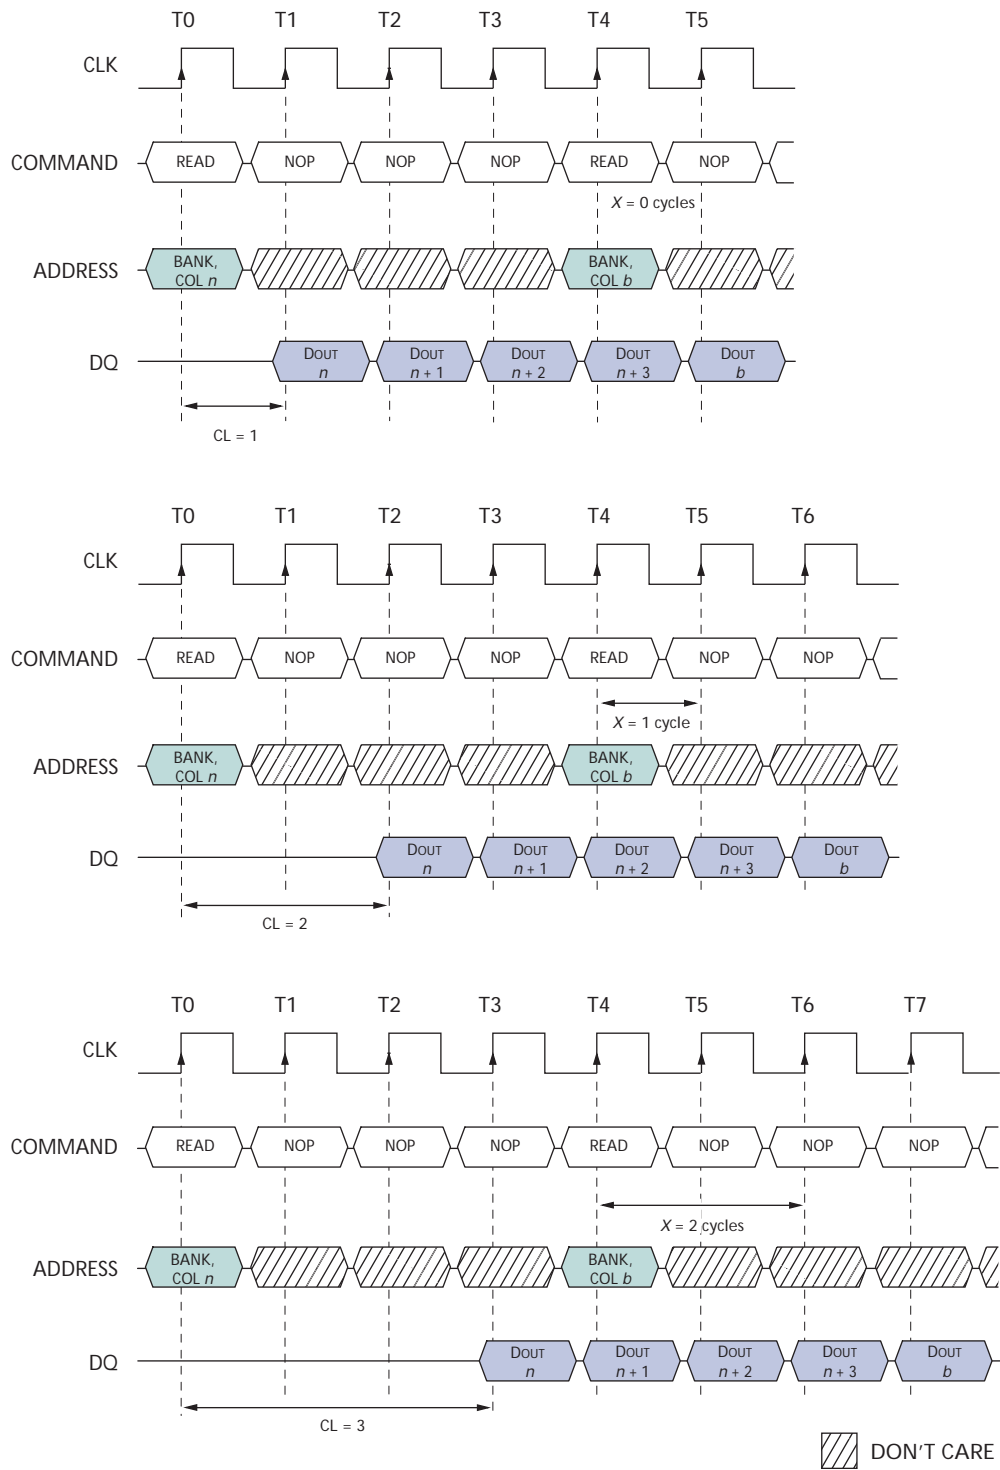 T0 T1 T2 T3 T4 T5
CLK
COMMAND READ NOP NOP NOP READ NOP
X = 0 cycles
ADDRESS BANK, COL n BANK, COL b
DQ DOUT n DOUT n + 1 DOUT n + 2 DOUT n + 3 DOUT b
CL = 1
T0 T1 T2 T3 T4 T5 T6
CLK
COMMAND READ NOP NOP NOP READ NOP NOP
X = 1 cycle
ADDRESS BANK, COL n BANK, COL b
DQ DOUT n DOUT n + 1 DOUT n + 2 DOUT n + 3 DOUT b
CL = 2
T0 T1 T2 T3 T4 T5 T6 T7
CLK
COMMAND READ NOP NOP NOP READ NOP NOP NOP
X = 2 cycles
ADDRESS BANK, COL n BANK, COL b
DQ DOUT n DOUT n + 1 DOUT n + 2 DOUT n + 3 DOUT b
CL = 3
DON'T CARE